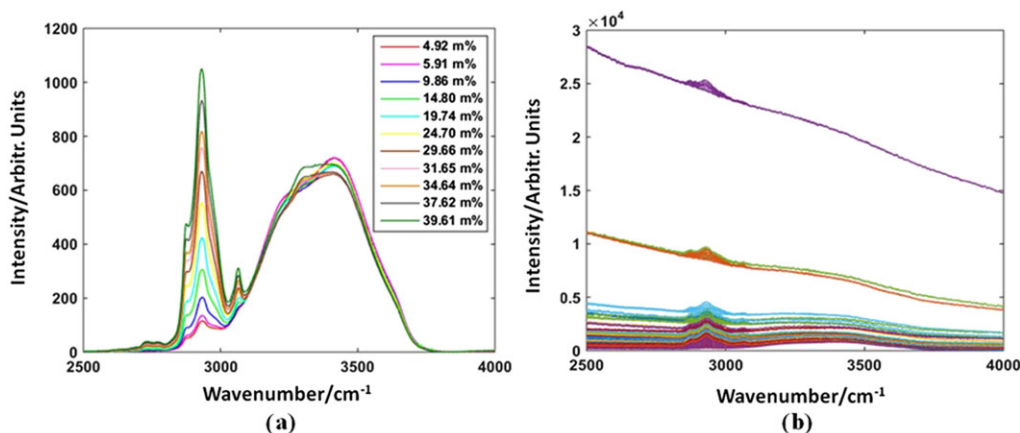 1200
1000
800
600
400
200
0
2500
3000
3500
4000
Intensity/Arbitr. Units
Wavenumber/cm-1
4.92 m%
5.91 m%
9.86 m%
14.80 m%
19.74 m%
24.70 m%
29.66 m%
31.65 m%
34.64 m%
37.62 m%
39.61 m%
(a)
×10⁴
3
2.5
2
1.5
1
0.5
0
2500
3000
3500
4000
Intensity/Arbitr. Units
Wavenumber/cm-1
(b)